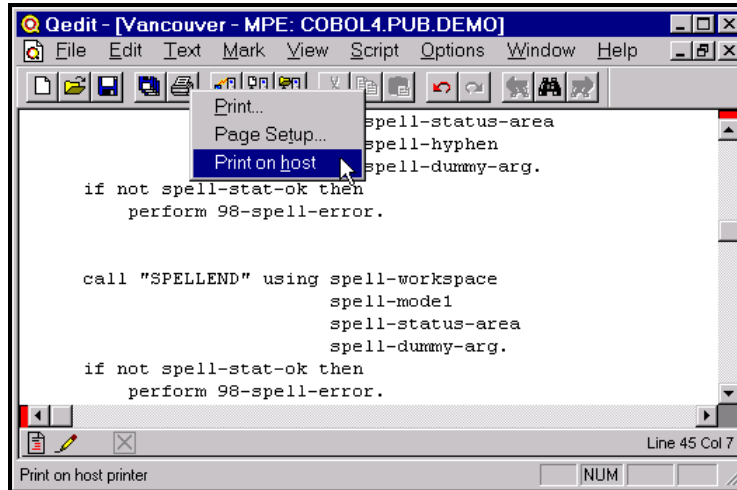 Qedit - [Vancouver - MPE: COBOL4.PUB.DEMO]
File Edit Text Mark View Script Options Window Help
Print...
Page Setup...
Print on host
spell-status-area
spell-hyphen
spell-dummy-arg.
if not spell-stat-ok then
perform 98-spell-error.
call "SPELLEND" using spell-workspace
spell-mode1
spell-status-area
spell-dummy-arg.
if not spell-stat-ok then
perform 98-spell-error.
Line 45 Col 7
Print on host printer NUM